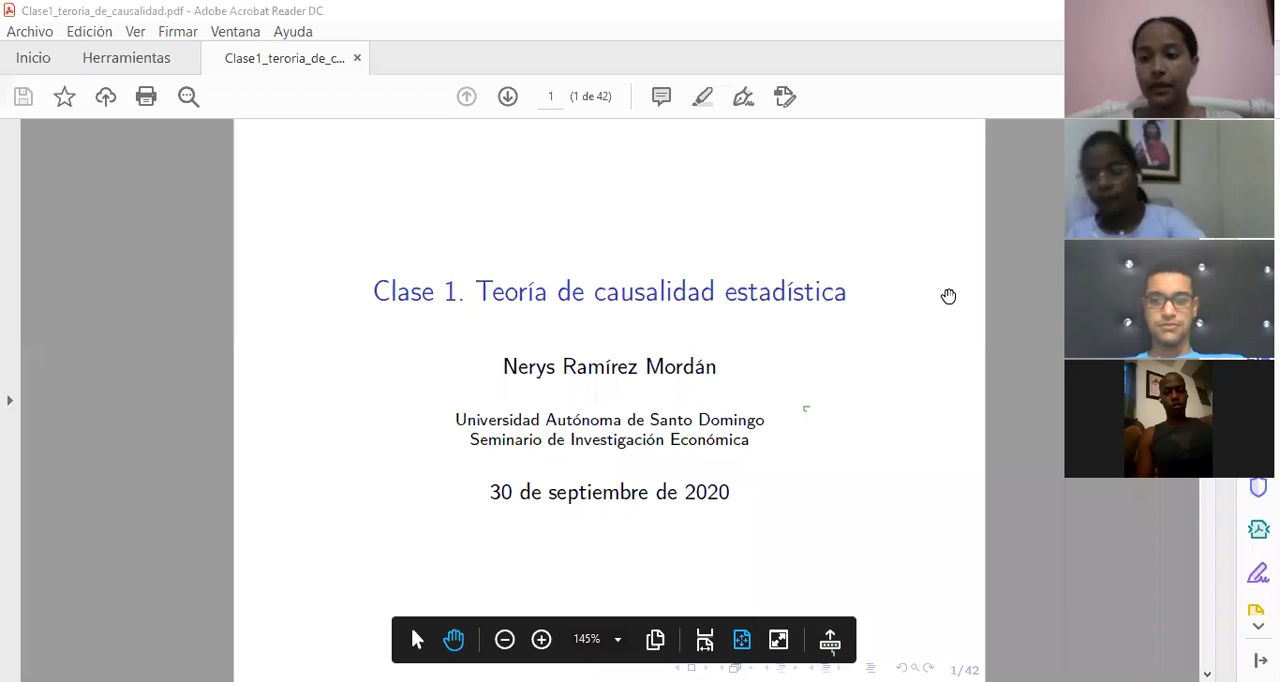 Clase1_teroria_de_causalidad.pdf - Adobe Acrobat Reader DC
Archivo Edición Ver Firmar Ventana Ayuda
Inicio Herramientas Clase1_teroria_de_c... ×
1 (1 de 42)
Clase 1. Teoría de causalidad estadística
Nerys Ramírez Mordán
Universidad Autónoma de Santo Domingo
Seminario de Investigación Económica
30 de septiembre de 2020
145%
1/42